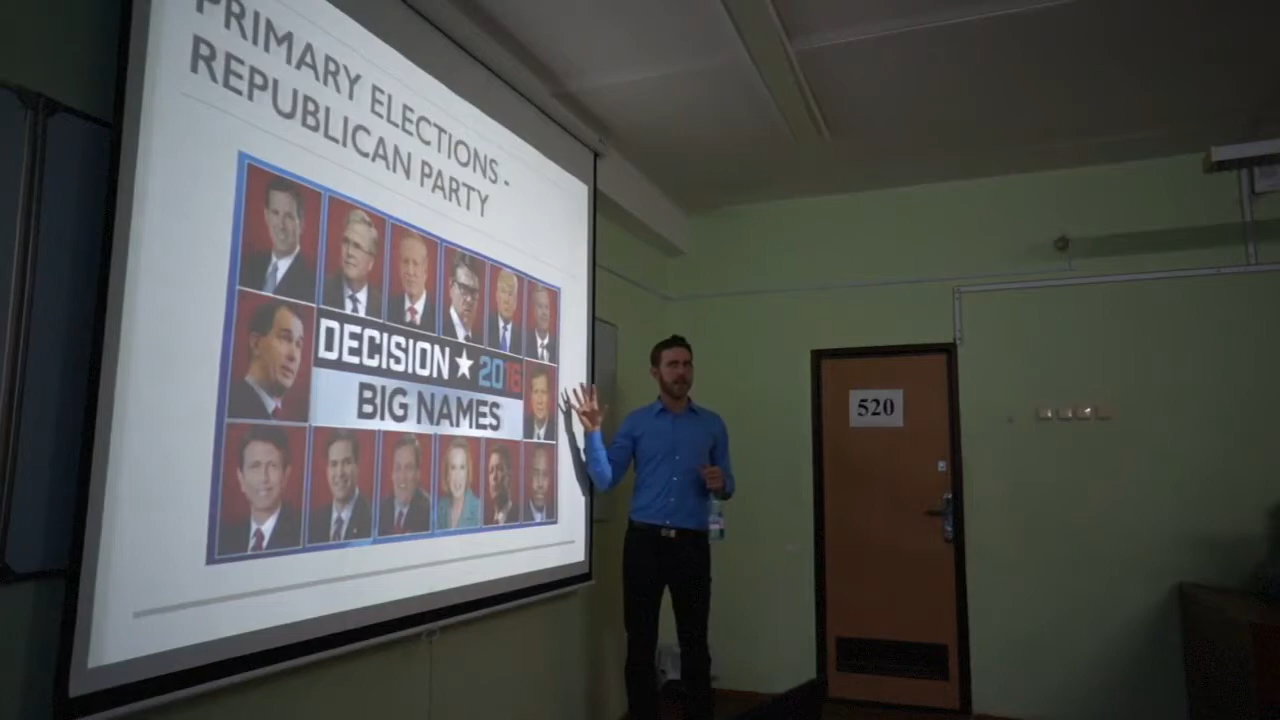 PRIMARY ELECTIONS -
REPUBLICAN PARTY
DECISION ★ 2016
BIG NAMES
520